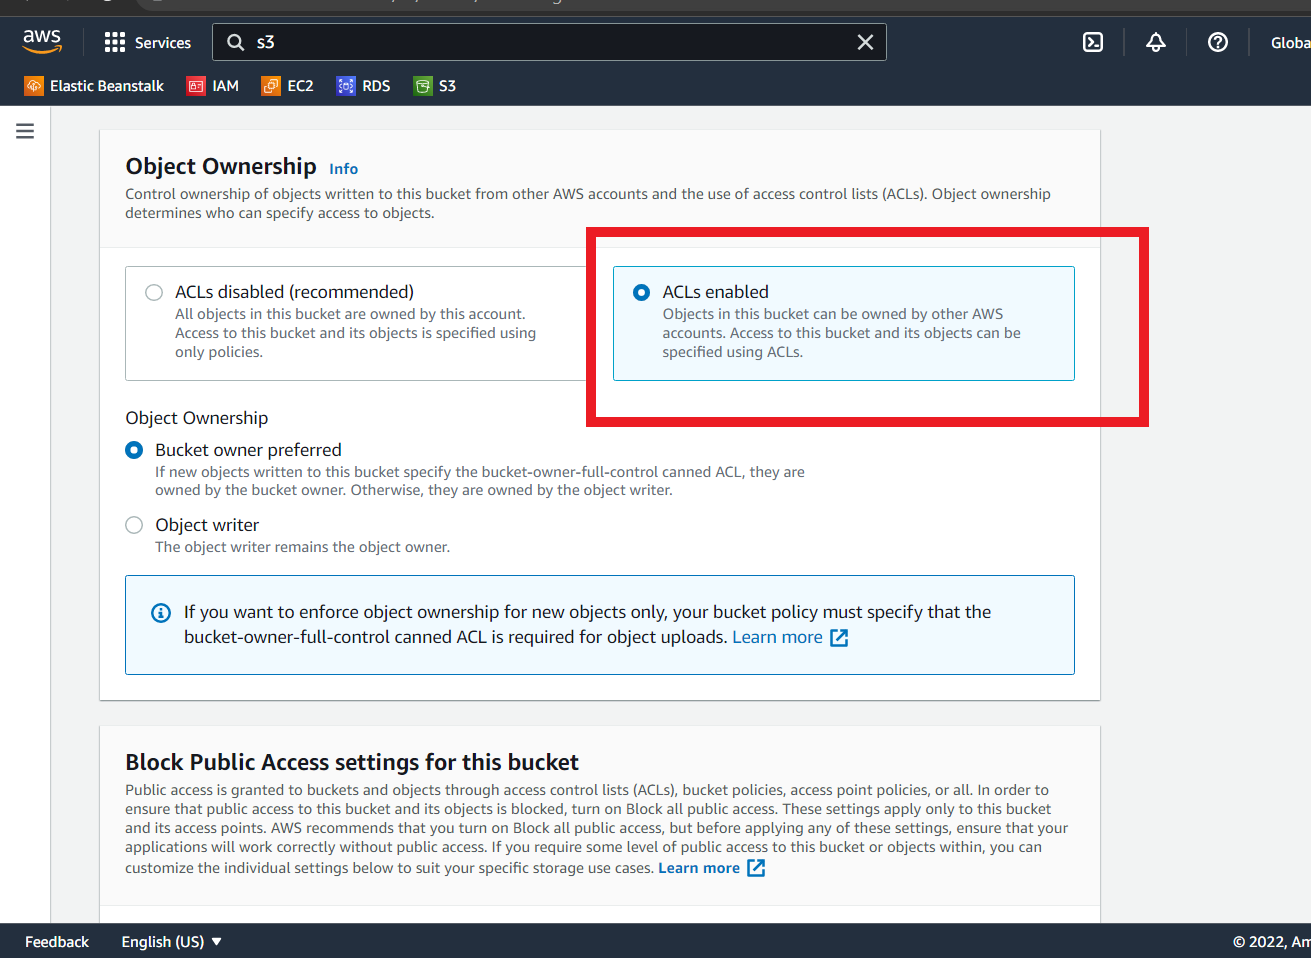 aws
Services
s3
Globa
Elastic Beanstalk
IAM
EC2
RDS
S3
Object Ownership Info
Control ownership of objects written to this bucket from other AWS accounts and the use of access control lists (ACLs). Object ownership
determines who can specify access to objects.
ACLs disabled (recommended)
All objects in this bucket are owned by this account.
Access to this bucket and its objects is specified using
only policies.
ACLs enabled
Objects in this bucket can be owned by other AWS
accounts. Access to this bucket and its objects can be
specified using ACLs.
Object Ownership
Bucket owner preferred
If new objects written to this bucket specify the bucket-owner-full-control canned ACL, they are
owned by the bucket owner. Otherwise, they are owned by the object writer.
Object writer
The object writer remains the object owner.
If you want to enforce object ownership for new objects only, your bucket policy must specify that the
bucket-owner-full-control canned ACL is required for object uploads. Learn more
Block Public Access settings for this bucket
Public access is granted to buckets and objects through access control lists (ACLs), bucket policies, access point policies, or all. In order to
ensure that public access to this bucket and its objects is blocked, turn on Block all public access. These settings apply only to this bucket
and its access points. AWS recommends that you turn on Block all public access, but before applying any of these settings, ensure that your
applications will work correctly without public access. If you require some level of public access to this bucket or objects within, you can
customize the individual settings below to suit your specific storage use cases. Learn more
Feedback
English (US)
© 2022, Am